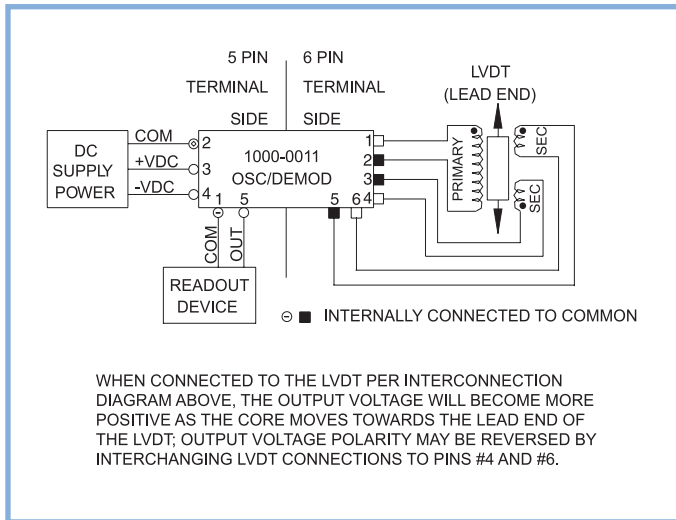 5 PIN
TERMINAL
SIDE
6 PIN
TERMINAL
SIDE
LVDT
(LEAD END)
DC
SUPPLY
POWER
COM
+VDC
-VDC
2
3
4
1000-0011
OSC/DEMOD
1
5
5
6
1
2
3
4
PRIMARY
SEC
SEC
COM
OUT
READOUT
DEVICE
INTERNALLY CONNECTED TO COMMON
WHEN CONNECTED TO THE LVDT PER INTERCONNECTION
DIAGRAM ABOVE, THE OUTPUT VOLTAGE WILL BECOME MORE
POSITIVE AS THE CORE MOVES TOWARDS THE LEAD END OF
THE LVDT; OUTPUT VOLTAGE POLARITY MAY BE REVERSED BY
INTERCHANGING LVDT CONNECTIONS TO PINS #4 AND #6.